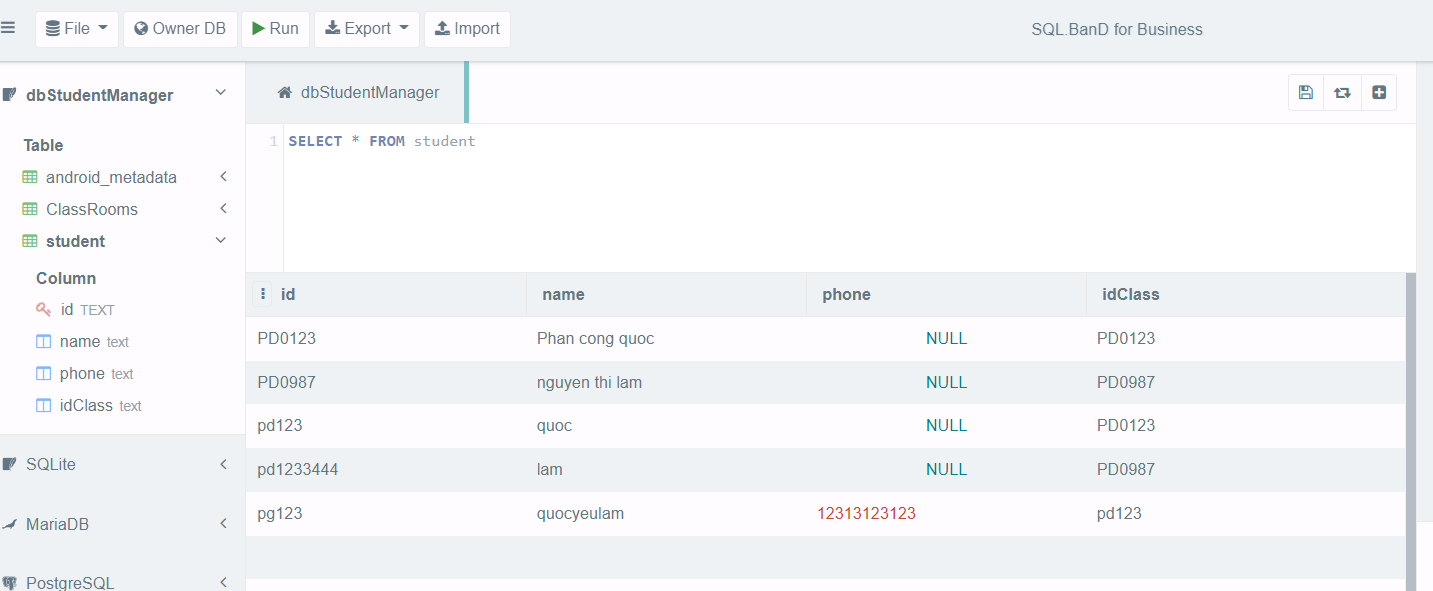 File Owner DB Run Export Import SQL.BanD for Business
dbStudentManager
Table
android_metadata
ClassRooms
student
Column
id TEXT
name text
phone text
idClass text
SQLite
MariaDB
PostgreSQL
dbStudentManager
1 SELECT * FROM student
id name phone idClass
PD0123 Phan cong quoc NULL PD0123
PD0987 nguyen thi lam NULL PD0987
pd123 quoc NULL PD0123
pd1233444 lam NULL PD0987
pg123 quocyeulam 12313123123 pd123